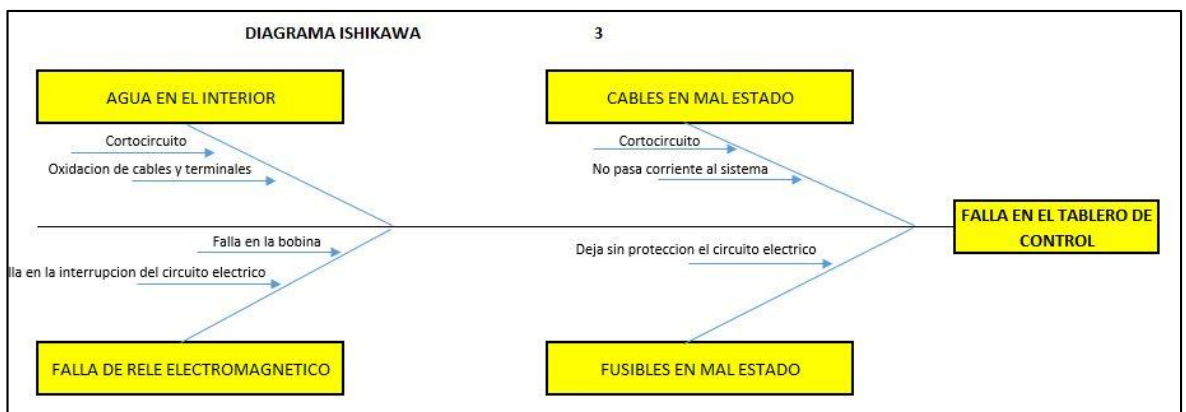 DIAGRAMA ISHIKAWA 3
AGUA EN EL INTERIOR
CABLES EN MAL ESTADO
Cortocircuito
Oxidacion de cables y terminales
Cortocircuito
No pasa corriente al sistema
FALLA EN EL TABLERO DE
CONTROL
Falla en la bobina
lla en la interrupcion del circuito electrico
Deja sin proteccion el circuito electrico
FALLA DE RELE ELECTROMAGNETICO
FUSIBLES EN MAL ESTADO